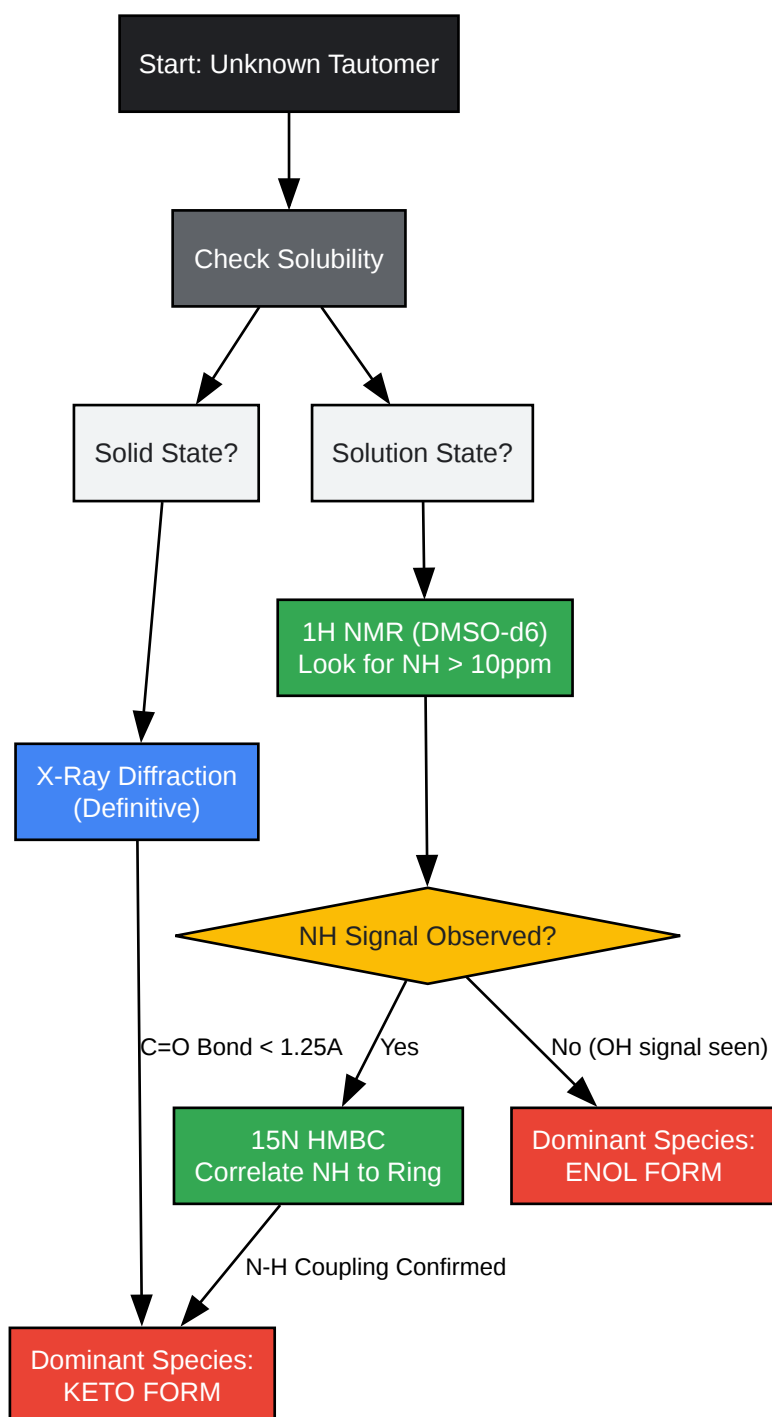 Start: Unknown Tautomer
Check Solubility
Solid State?
Solution State?
1H NMR (DMSO-d6)
Look for NH > 10ppm
X-Ray Diffraction
(Definitive)
NH Signal Observed?
C=O Bond < 1.25A
Yes
No (OH signal seen)
15N HMBC
Correlate NH to Ring
Dominant Species:
ENOL FORM
N-H Coupling Confirmed
Dominant Species:
KETO FORM